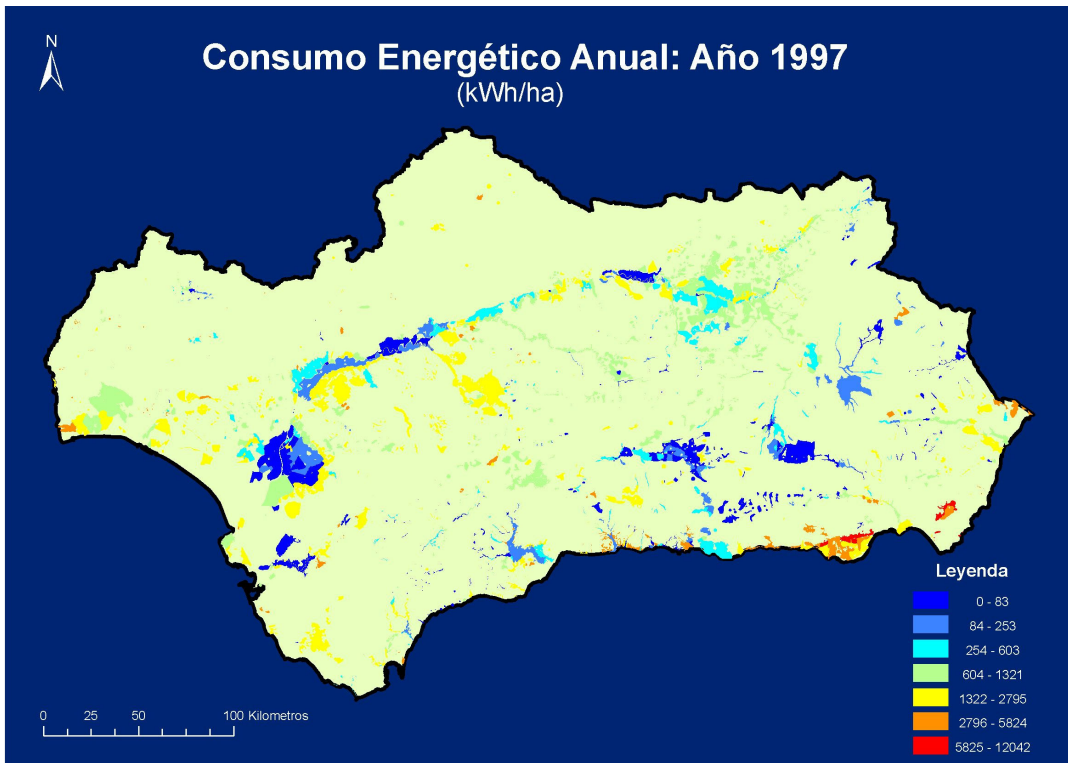 N
Consumo Energético Anual: Año 1997
(kWh/ha)
Leyenda
0 - 83
84 - 253
254 - 603
604 - 1321
1322 - 2795
2796 - 5824
5825 - 12042
0 25 50 100 Kilometros